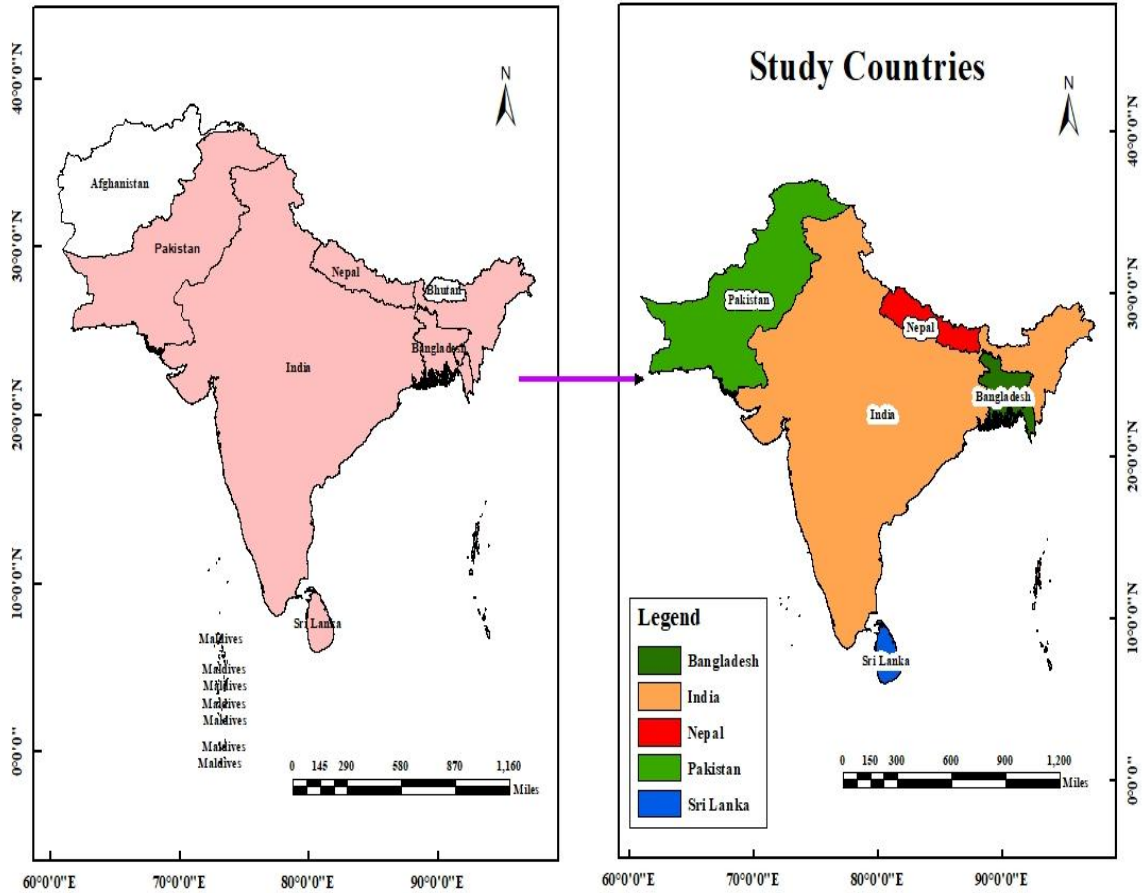 N
40°0'0"N
30°0'0"N
20°0'0"N
10°0'0"N
0°0'0"
Afghanistan
Pakistan
Nepal
Bhutan
Bangladesh
India
Sri Lanka
Maldives
Maldives
Maldives
Maldives
Maldives
Maldives
Maldives
0 145 290 580 870 1,160
Miles
60°0'0"E 70°0'0"E 80°0'0"E 90°0'0"E
Study Countries
N
Pakistan
Nepal
Bangladesh
India
Sri Lanka
Legend
Bangladesh
India
Nepal
Pakistan
Sri Lanka
0 150 300 600 900 1,200
Miles
40°0'0"N
30°0'0"N
20°0'0"N
10°0'0"N
0°0'0"
60°0'0"E 70°0'0"E 80°0'0"E 90°0'0"E